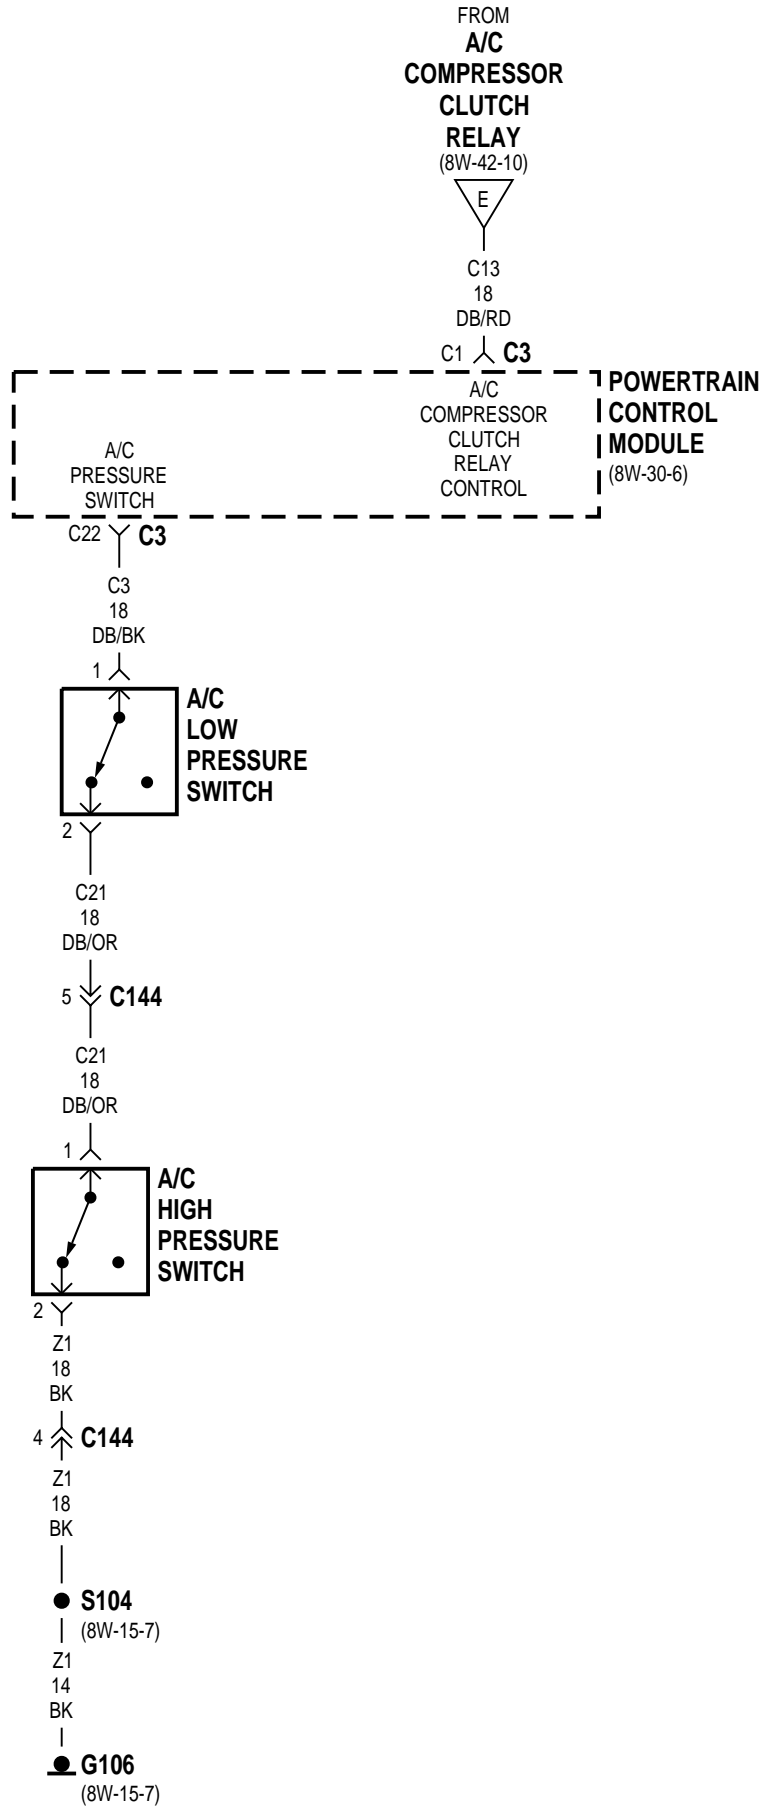 FROM
A/C
COMPRESSOR
CLUTCH
RELAY
(8W-42-10)
E
C13
18
DB/RD
C1 C3
A/C
COMPRESSOR
CLUTCH
RELAY
CONTROL
POWERTRAIN
CONTROL
MODULE
(8W-30-6)
A/C
PRESSURE
SWITCH
C22 C3
C3
18
DB/BK
1
A/C
LOW
PRESSURE
SWITCH
2
C21
18
DB/OR
5 C144
C21
18
DB/OR
1
A/C
HIGH
PRESSURE
SWITCH
2
Z1
18
BK
4 C144
Z1
18
BK
S104
(8W-15-7)
Z1
14
BK
G106
(8W-15-7)